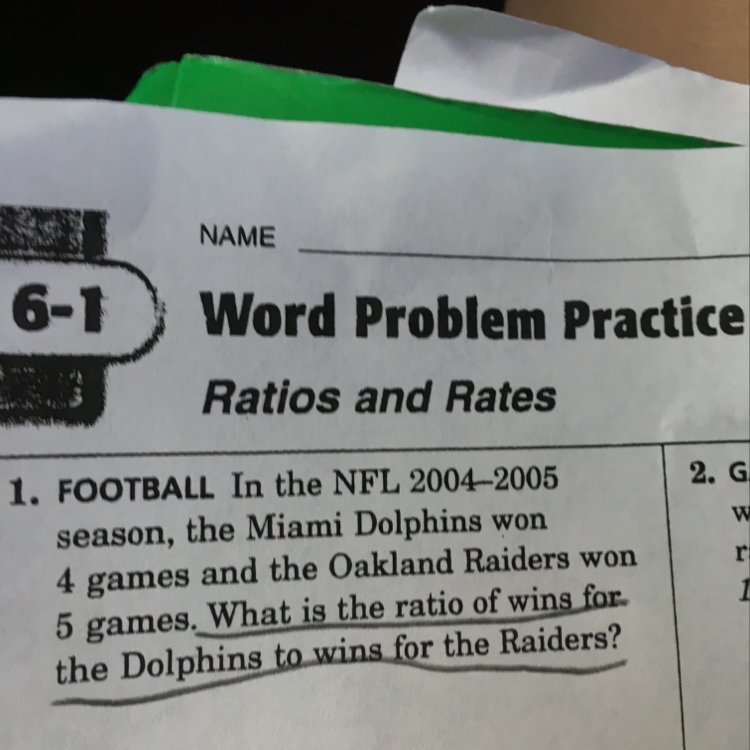 NAME
6-1
Word Problem Practice
Ratios and Rates
1. FOOTBALL In the NFL 2004–2005
season, the Miami Dolphins won
4 games and the Oakland Raiders won
5 games. What is the ratio of wins for
the Dolphins to wins for the Raiders?
2.